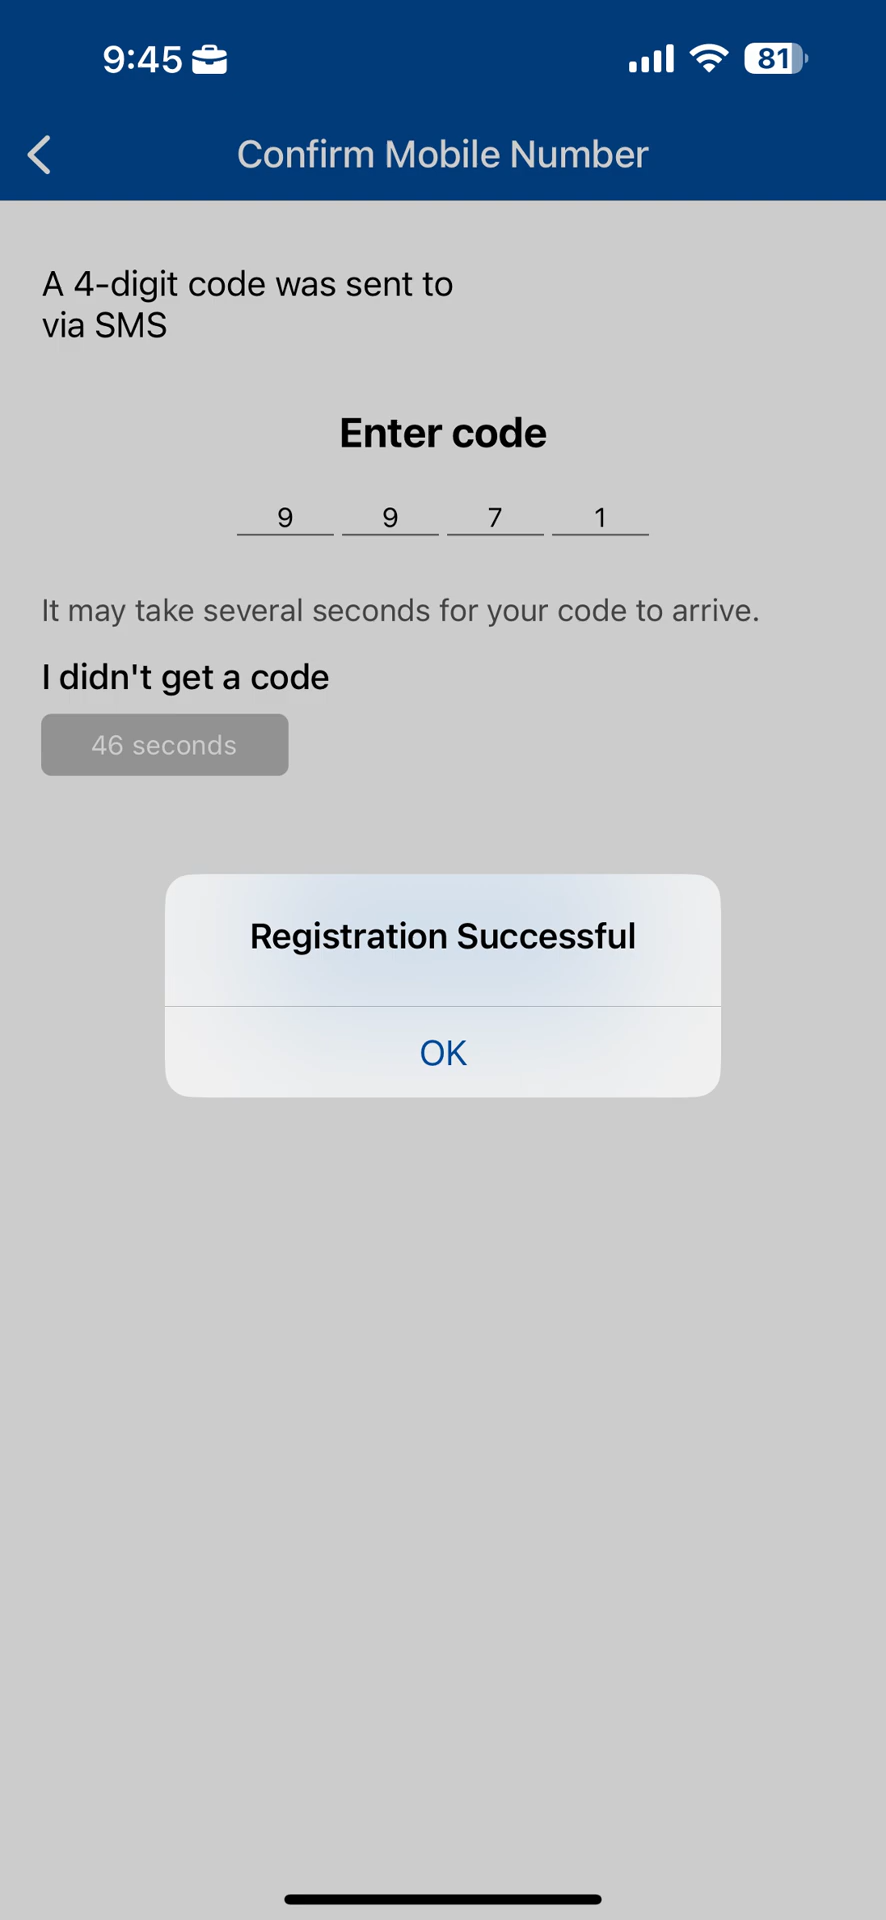 9:45
81
Confirm Mobile Number
A 4-digit code was sent to
via SMS
Enter code
9 9 7 1
It may take several seconds for your code to arrive.
I didn't get a code
46 seconds
Registration Successful
OK